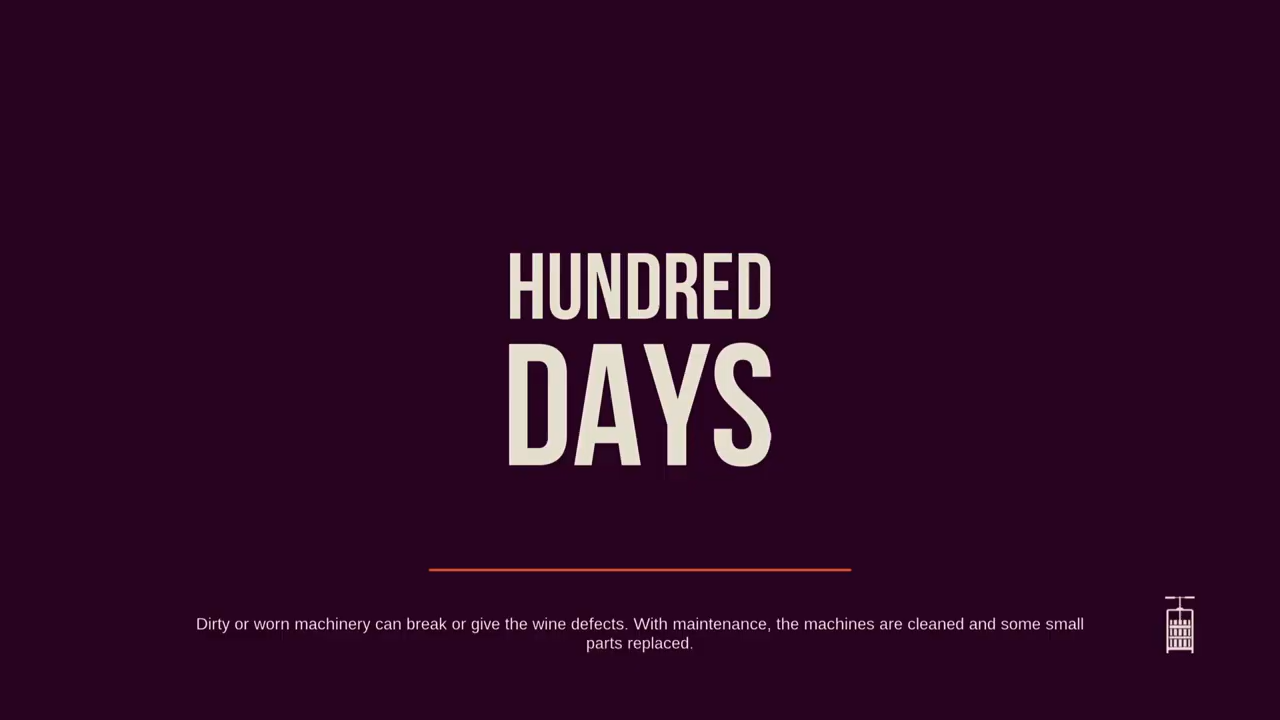 HUNDRED
DAYS
Dirty or worn machinery can break or give the wine defects. With maintenance, the machines are cleaned and some small
parts replaced.